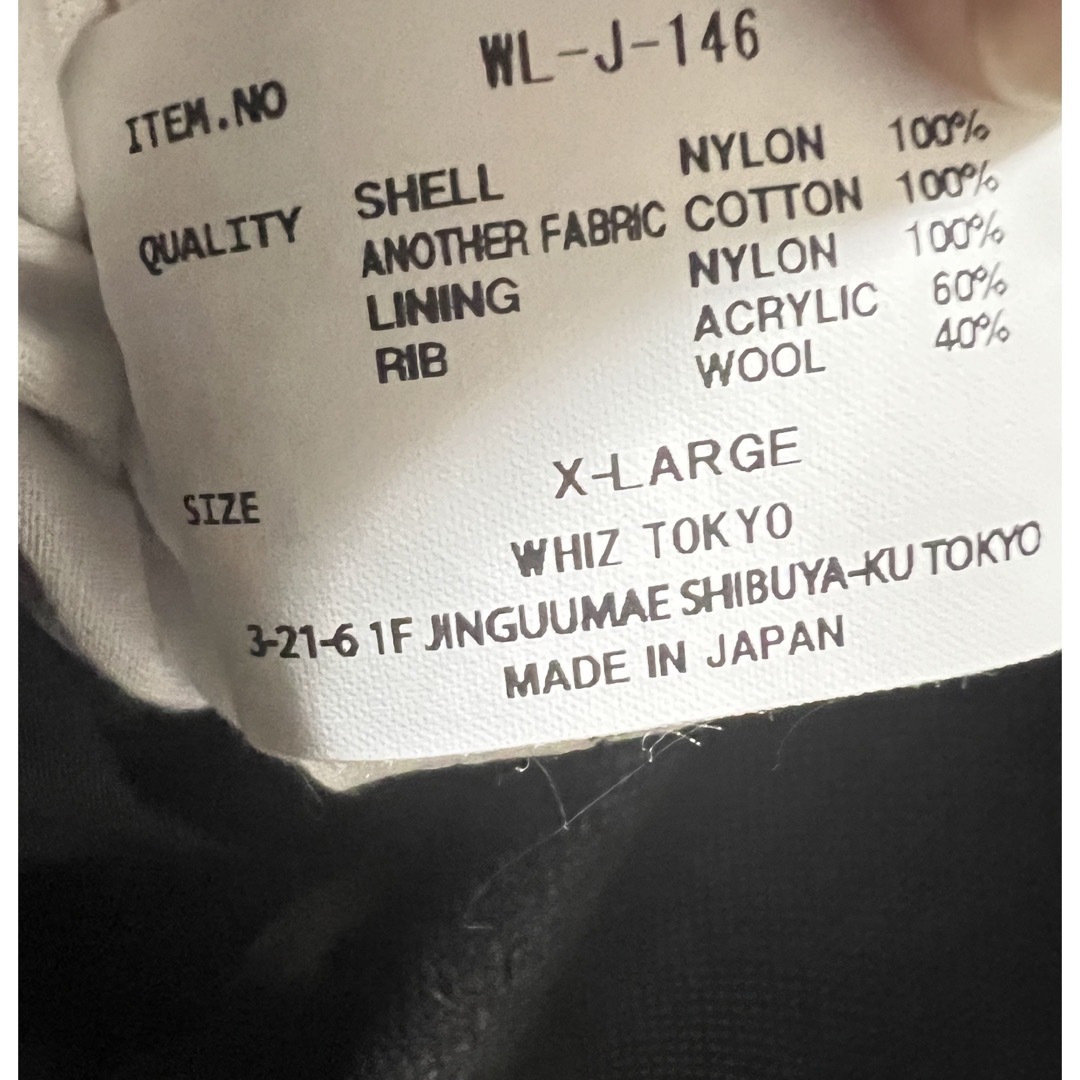 ITEM.NO WL-J-146
QUALITY SHELL NYLON 100%
ANOTHER FABRIC COTTON 100%
LINING NYLON 100%
RIB ACRYLIC 60%
WOOL 40%
SIZE X-LARGE
WHIZ TOKYO
3-21-6 1F JINGUUMAE SHIBUYA-KU TOKYO
MADE IN JAPAN